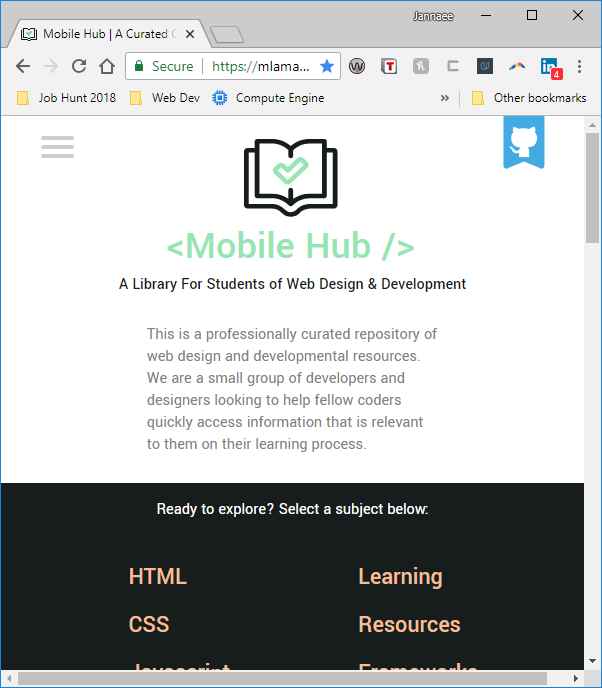 Jannaee
Mobile Hub | A Curated C
Secure https://mlama...
4
Job Hunt 2018 Web Dev Compute Engine » Other bookmarks
<Mobile Hub />
A Library For Students of Web Design & Development
This is a professionally curated repository of
web design and developmental resources.
We are a small group of developers and
designers looking to help fellow coders
quickly access information that is relevant
to them on their learning process.
Ready to explore? Select a subject below:
HTML Learning
CSS Resources
Javascript Frameworks